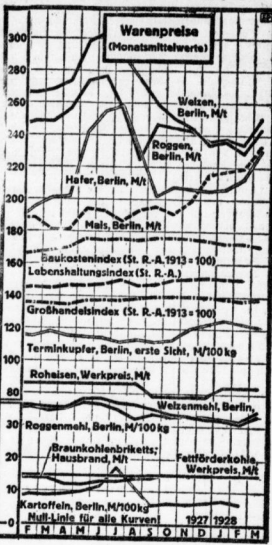 Warenpreise
(Monatsmittelwerte)
300
280
260
240
220
200
180
160
140
120
100
80
30
20
10
0
Weizen,
Berlin, M/t
Roggen,
Berlin, M/t
Hafer, Berlin, M/t
Mais, Berlin, M/t
Baukostenindex (St. R.-A. 1913=100)
Lebenshaltungsindex (St. R.-A.)
Großhandelsindex (St. R.-A. 1913=100)
Terminkupfer, Berlin, erste Sicht, M/100 kg
Roheisen, Werkpreis, M/t
Weizenmehl, Berlin,
Roggenmehl, Berlin, M/100 kg
Braunkohlenbriketts,
Hausbrand, M/t
Fettförderkohle,
Werkpreis, M/t
Kartoffeln, Berlin, M/100 kg
Null-Linie für alle Kurven!
1927 1928
F M A M J J A S O N D J F M